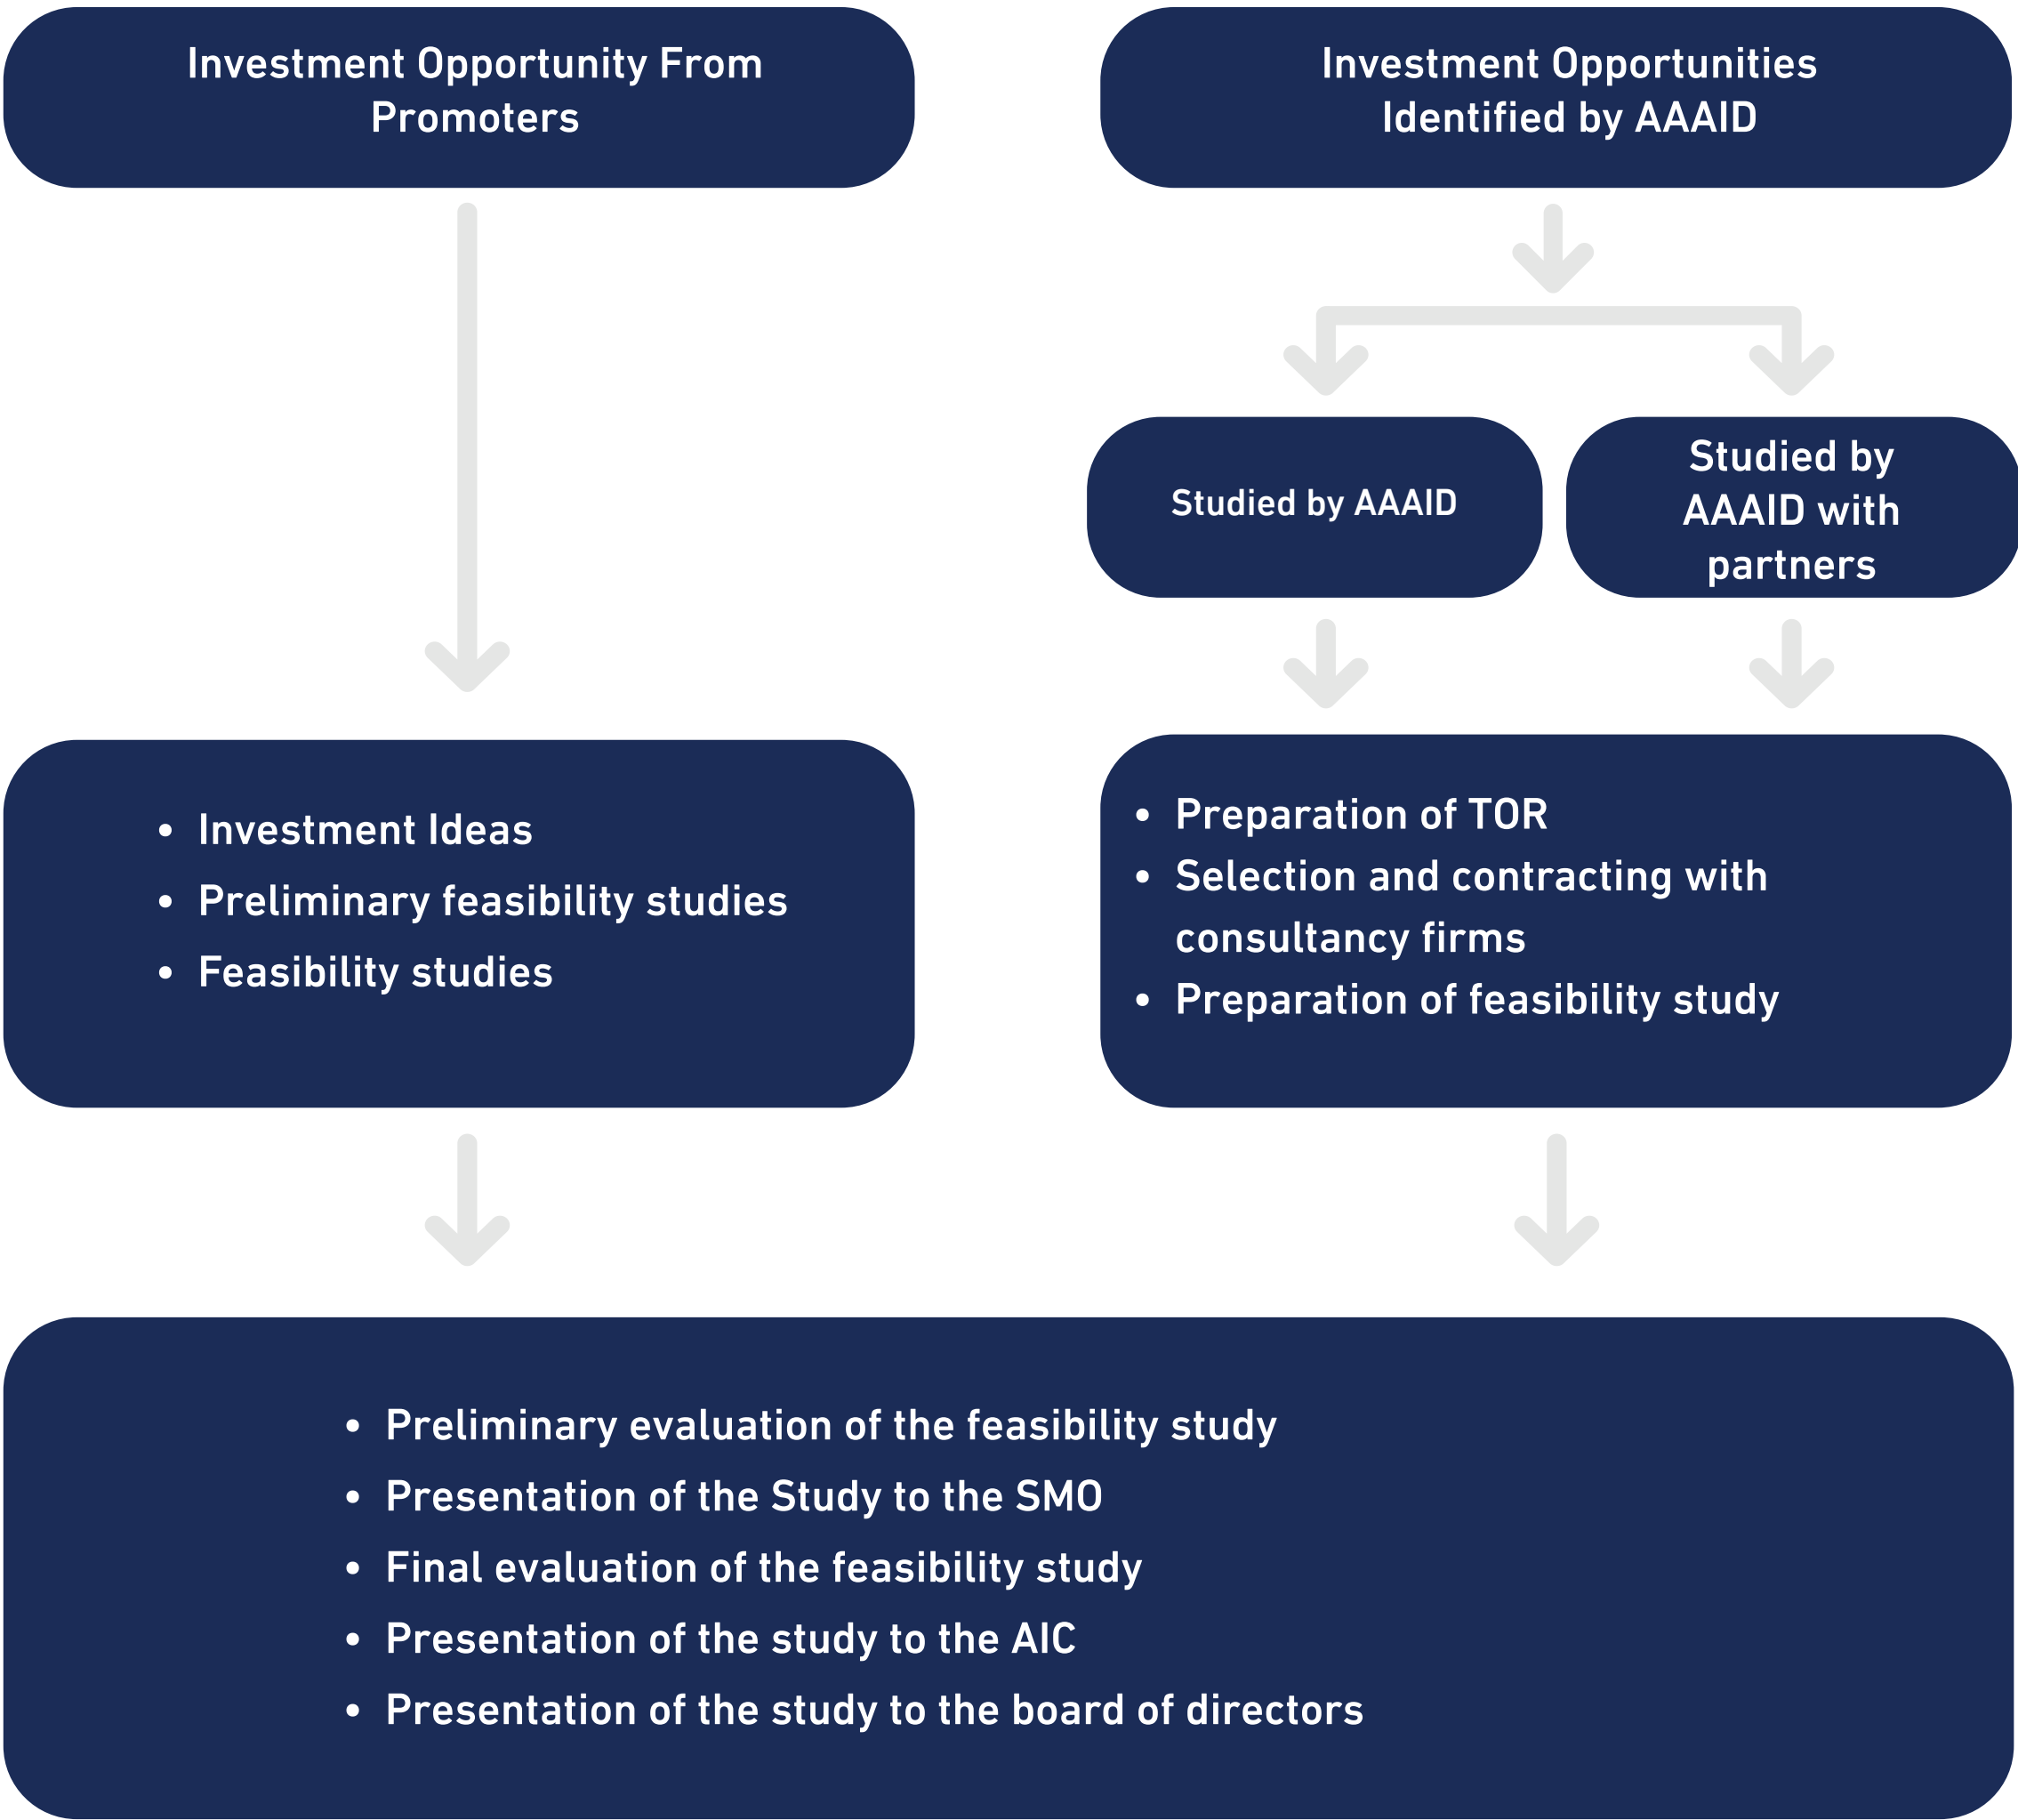 Investment Opportunity From
Promoters
Investment Opportunities
Identified by AAAID
Studied by AAAID
Studied by
AAAID with
partners
• Investment Ideas
• Preliminary feasibility studies
• Feasibility studies
• Preparation of TOR
• Selection and contracting with
consultancy firms
• Preparation of feasibility study
• Preliminary evaluation of the feasibility study
• Presentation of the Study to the SMO
• Final evaluation of the feasibility study
• Presentation of the study to the AIC
• Presentation of the study to the board of directors